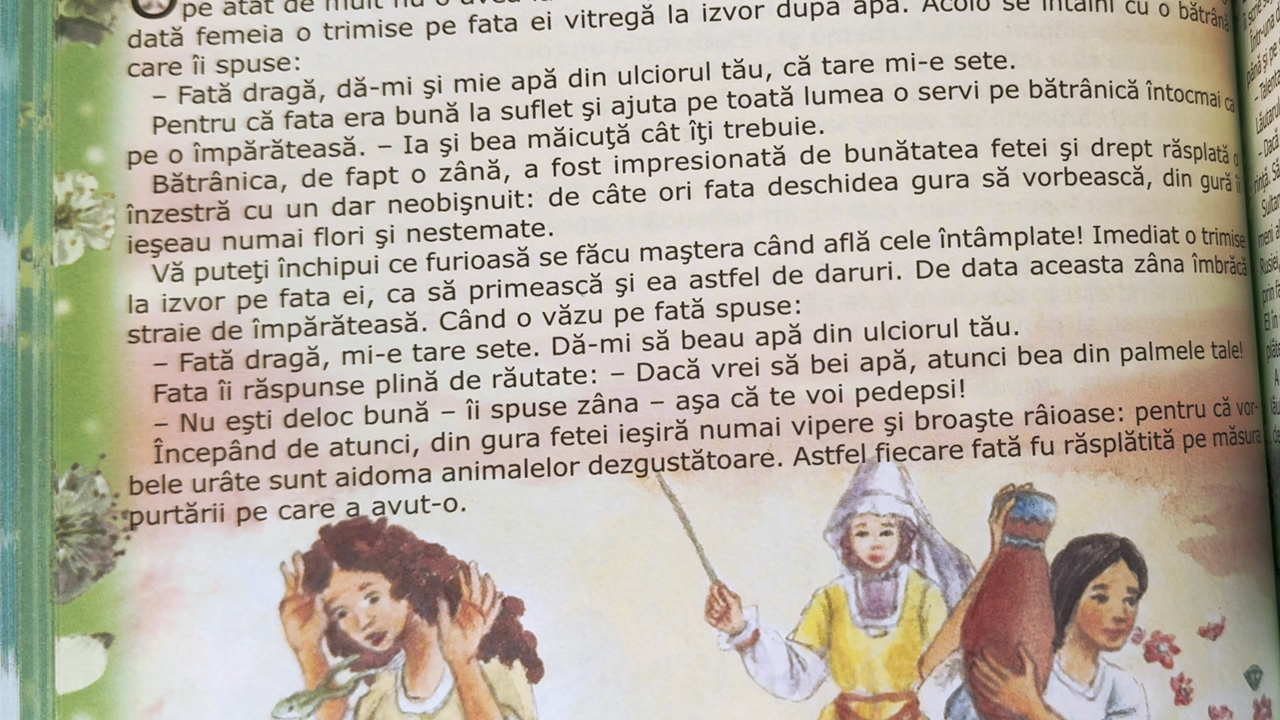 pe atât de mult nu o avea
dată femeia o trimise pe fata ei vitregă la izvor după apă. Acolo se întâlni cu o bătrână
care îi spuse:
– Fată dragă, dă-mi şi mie apă din ulciorul tău, că tare mi-e sete.
Pentru că fata era bună la suflet şi ajuta pe toată lumea o servi pe bătrânică întocmai ca
pe o împărăteasă. – Ia şi bea măicuţă cât îţi trebuie.
Bătrânica, de fapt o zână, a fost impresionată de bunătatea fetei şi drept răsplată o
înzestră cu un dar neobişnuit: de câte ori fata deschidea gura să vorbească, din gură îi
ieşeau numai flori şi nestemate.
Vă puteţi închipui ce furioasă se făcu maştera când află cele întâmplate! Imediat o trimise
la izvor pe fata ei, ca să primească şi ea astfel de daruri. De data aceasta zâna îmbrăcă
straie de împărăteasă. Când o văzu pe fată spuse:
– Fată dragă, mi-e tare sete. Dă-mi să beau apă din ulciorul tău.
Fata îi răspunse plină de răutate: – Dacă vrei să bei apă, atunci bea din palmele tale!
– Nu eşti deloc bună – îi spuse zâna – aşa că te voi pedepsi!
Începând de atunci, din gura fetei ieşiră numai vipere şi broaşte râioase: pentru că vor-
bele urâte sunt aidoma animalelor dezgustătoare. Astfel fiecare fată fu răsplătită pe măsura
purtării pe care a avut-o.